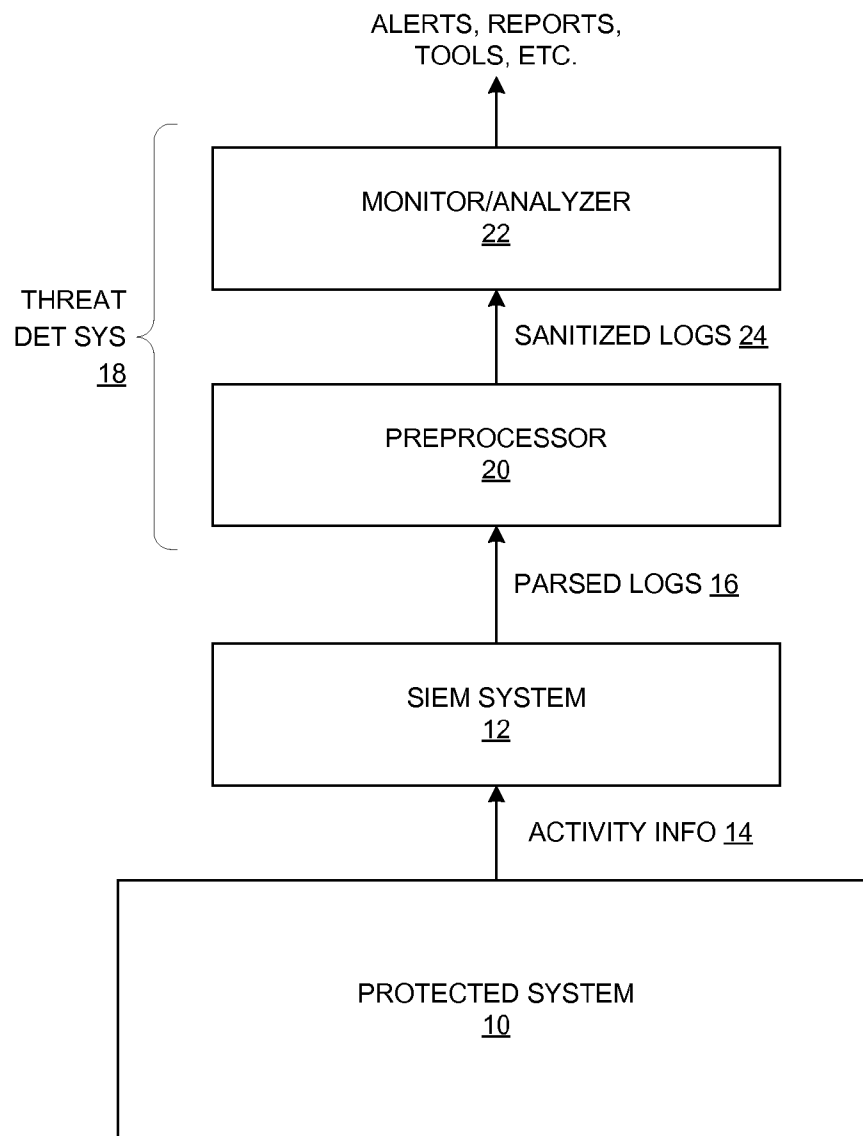 ALERTS, REPORTS,
TOOLS, ETC.
MONITOR/ANALYZER
22
THREAT
DET SYS
18
SANITIZED LOGS 24
PREPROCESSOR
20
PARSED LOGS 16
SIEM SYSTEM
12
ACTIVITY INFO 14
PROTECTED SYSTEM
10